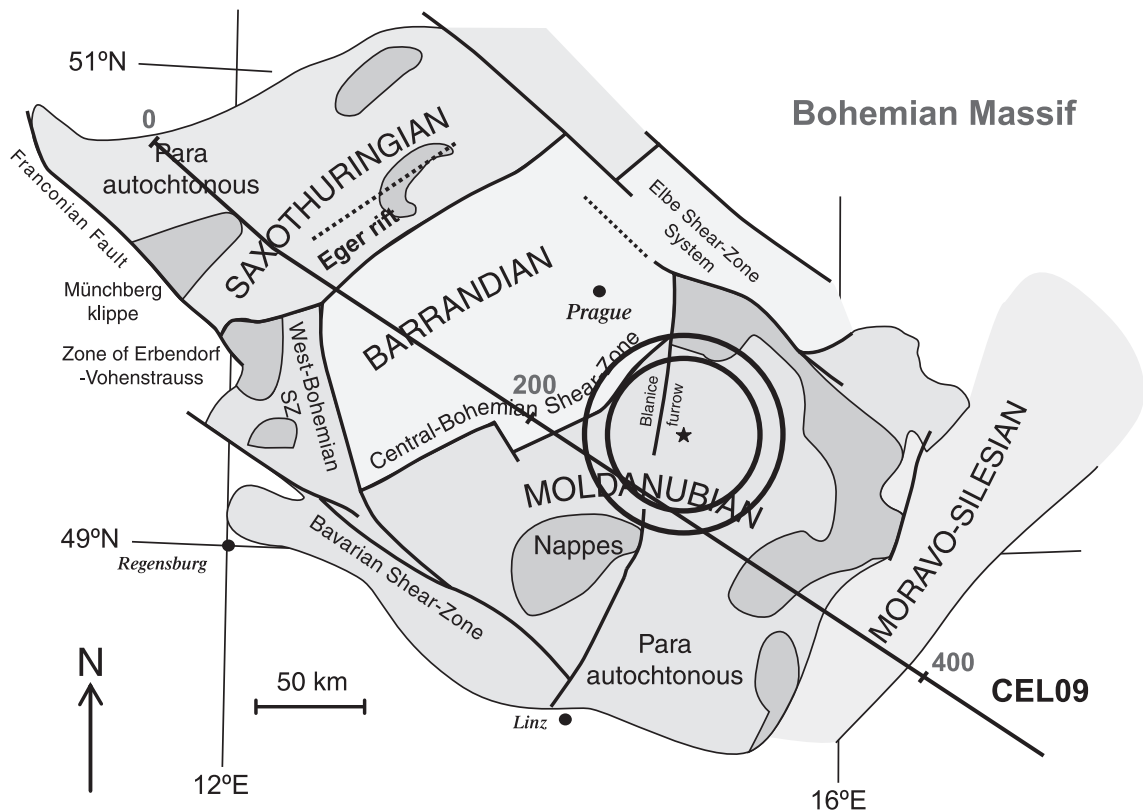 51ºN
0
Bohemian Massif
Para
autochtonous
SAXOTHURINGIAN
Franconian Fault
Eger rift
Elbe Shear-Zone
System
BARRANDIAN
Münchberg
klippe
Prague
Zone of Erbendorf
-Vohenstrauss
West-Bohemian
SZ
200
Central-Bohemian Shear-Zone
Blanice
furrow
MOLDANUBIAN
MORAVO-SILESIAN
49ºN
Regensburg
Nappes
Bavarian Shear-Zone
Para
autochtonous
N
50 km
400
CEL09
Linz
12ºE
16ºE